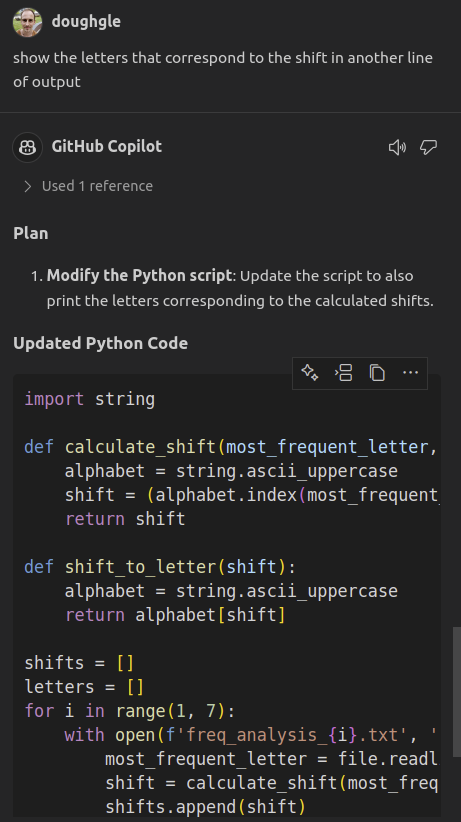 doughgle
show the letters that correspond to the shift in another line
of output
GitHub Copilot
Used 1 reference
Plan
1. Modify the Python script: Update the script to also
print the letters corresponding to the calculated shifts.
Updated Python Code
import string
def calculate_shift(most_frequent_letter,
alphabet = string.ascii_uppercase
shift = (alphabet.index(most_frequent_
return shift
def shift_to_letter(shift):
alphabet = string.ascii_uppercase
return alphabet[shift]
shifts = []
letters = []
for i in range(1, 7):
with open(f'freq_analysis_{i}.txt', '
most_frequent_letter = file.readl
shift = calculate_shift(most_freq
shifts.append(shift)